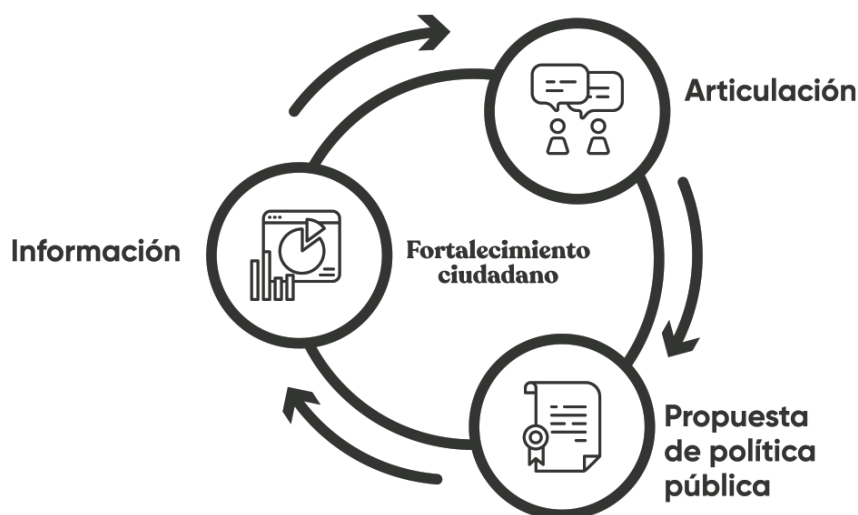 Articulación
Información
Fortalecimiento
ciudadano
Propuesta
de política
pública